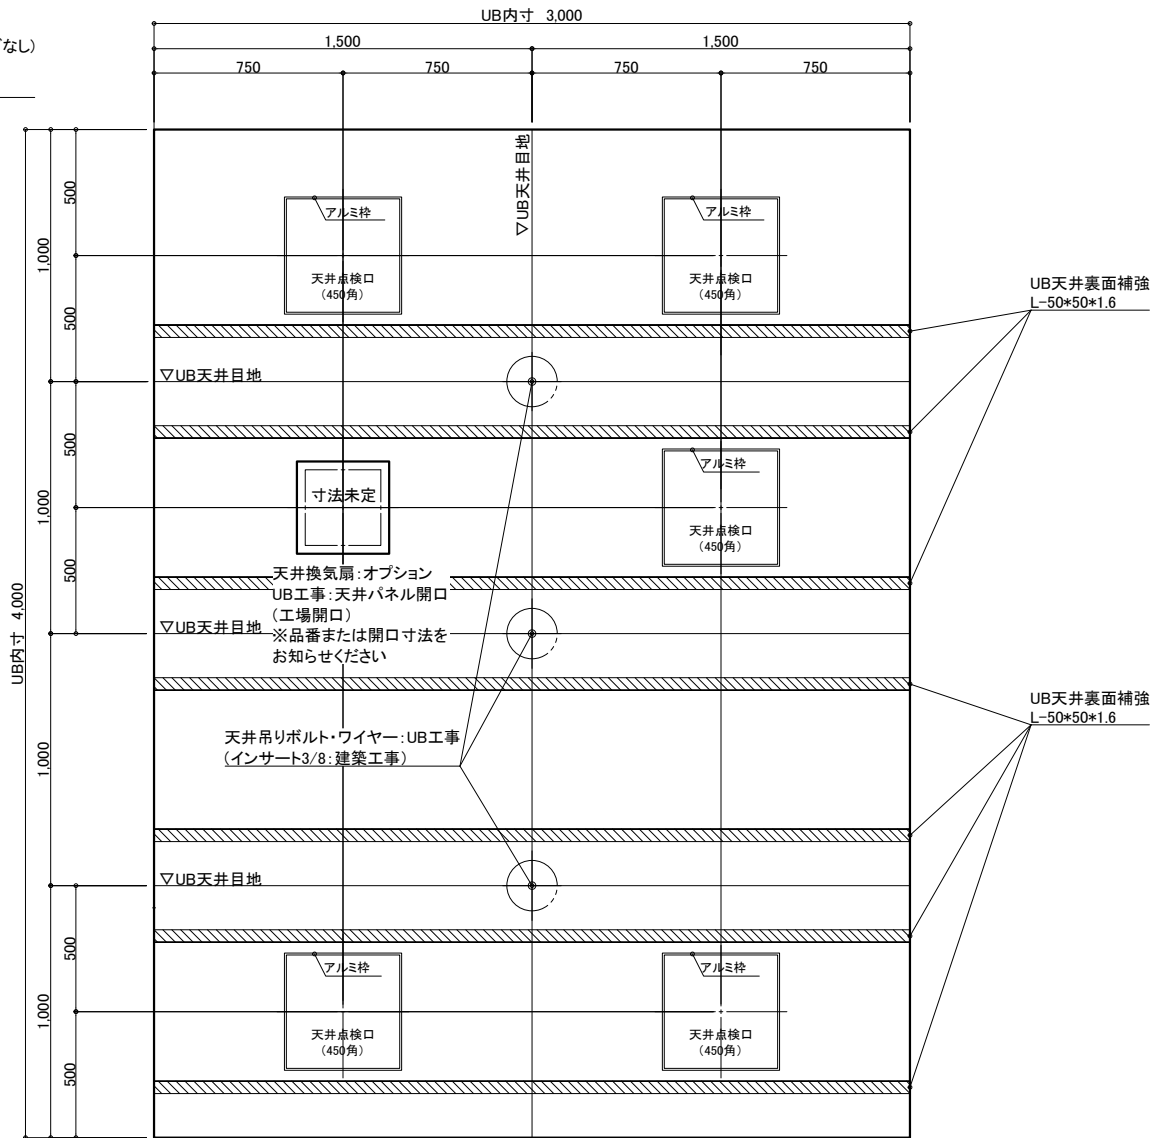 UB内寸 3,000
なし)
1,500
1,500
750
750
750
750
▽UB天井目地
500
1,000
500
アルミ枠
天井点検口
(450角)
アルミ枠
天井点検口
(450角)
UB天井裏面補強
L-50*50*1.6
▽UB天井目地
500
1,000
500
寸法未定
アルミ枠
天井点検口
(450角)
天井換気扇:オプション
UB工事:天井パネル開口
(工場開口)
※品番または開口寸法を
お知らせください
▽UB天井目地
UB内寸 4,000
UB天井裏面補強
L-50*50*1.6
天井吊りボルト・ワイヤー:UB工事
(インサート3/8:建築工事)
1,000
▽UB天井目地
500
1,000
500
アルミ枠
天井点検口
(450角)
アルミ枠
天井点検口
(450角)